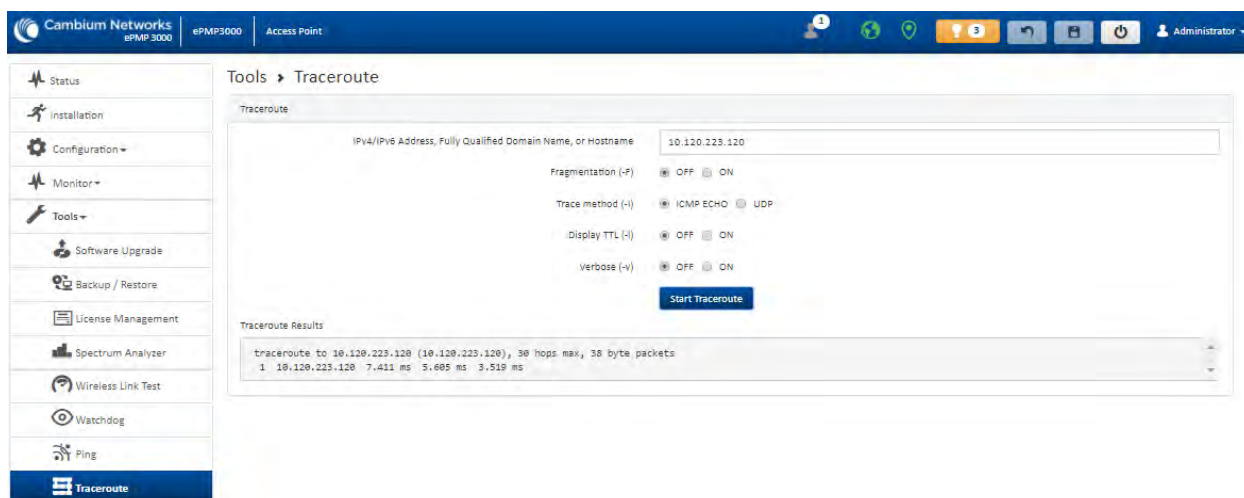 Cambium Networks
ePMP 3000
ePMP3000
Access Point
1
3
Administrator
Status
Installation
Configuration
Monitor
Tools
Software Upgrade
Backup / Restore
License Management
Spectrum Analyzer
Wireless Link Test
Watchdog
Ping
Traceroute
Tools > Traceroute
Traceroute
IPv4/IPv6 Address, Fully Qualified Domain Name, or Hostname
10.120.223.120
Fragmentation (-F) OFF ON
Trace method (-I) ICMP ECHO UDP
Display TTL (-l) OFF ON
Verbose (-v) OFF ON
Start Traceroute
Traceroute Results
traceroute to 10.120.223.120 (10.120.223.120), 30 hops max, 38 byte packets
1 10.120.223.120 7.411 ms 5.605 ms 3.519 ms